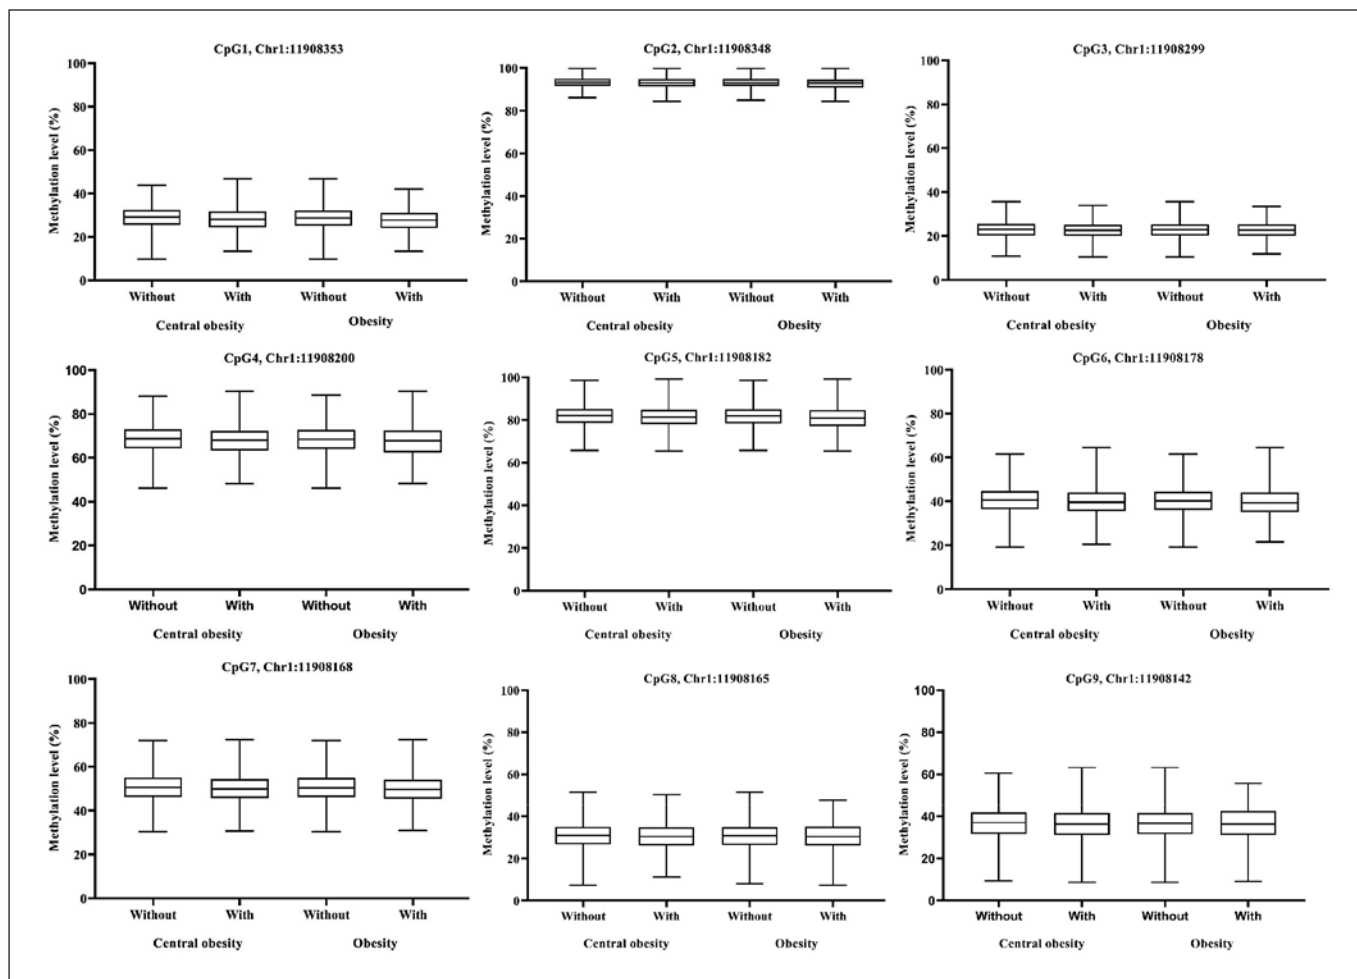 CpG1, Chr1:11908353
Methylation level (%)
100
80
60
40
20
0
Without With Without With
Central obesity Obesity
CpG2, Chr1:11908348
Methylation level (%)
100
80
60
40
20
0
Without With Without With
Central obesity Obesity
CpG3, Chr1:11908299
Methylation level (%)
100
80
60
40
20
0
Without With Without With
Central obesity Obesity
CpG4, Chr1:11908200
Methylation level (%)
100
80
60
40
20
0
Without With Without With
Central obesity Obesity
CpG5, Chr1:11908182
Methylation level (%)
100
80
60
40
20
0
Without With Without With
Central obesity Obesity
CpG6, Chr1:11908178
Methylation level (%)
100
80
60
40
20
0
Without With Without With
Central obesity Obesity
CpG7, Chr1:11908168
Methylation level (%)
100
80
60
40
20
0
Without With Without With
Central obesity Obesity
CpG8, Chr1:11908165
Methylation level (%)
100
80
60
40
20
0
Without With Without With
Central obesity Obesity
CpG9, Chr1:11908142
Methylation level (%)
100
80
60
40
20
0
Without With Without With
Central obesity Obesity